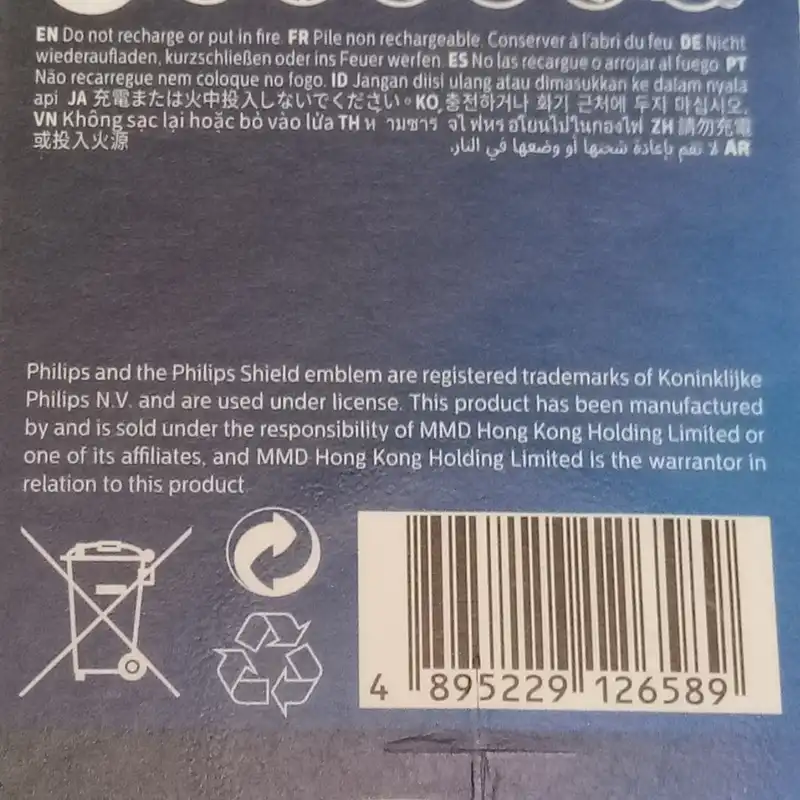 EN Do not recharge or put in fire. FR Pile non rechargeable. Conserver à l'abri du feu. DE Nicht
wiederaufladen, kurzschließen oder ins Feuer werfen. ES No las recargue o arrojar al fuego. PT
Não recarregue nem coloque no fogo. ID Jangan diisi ulang atau dimasukkan ke dalam nyala
api JA 充電または火中投入しないでください。KO 충전하거나 화기 근처에 두지 마십시오.
VN Không sạc lại hoặc bỏ vào lửa TH ห ามชาร จไ ฟหร อโยนไปในกองไฟ ZH 請勿充電
或投入火源
AR لا تقم بإعادة شحنها أو وضعها في النار.
Philips and the Philips Shield emblem are registered trademarks of Koninklijke
Philips N.V. and are used under license. This product has been manufactured
by and is sold under the responsibility of MMD Hong Kong Holding Limited or
one of its affiliates, and MMD Hong Kong Holding Limited Is the warrantor in
relation to this product
4 895229 126589